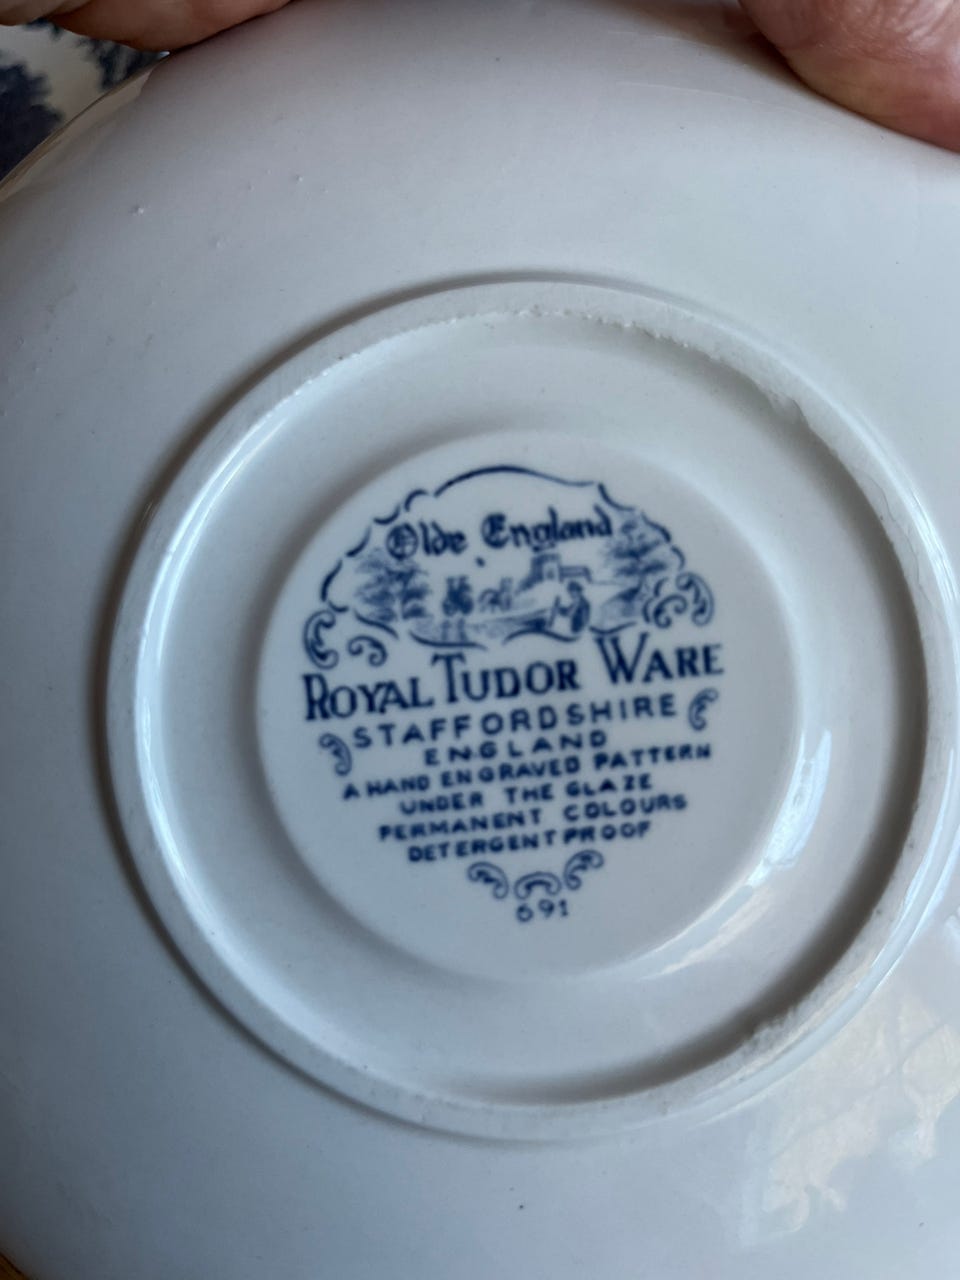 Olde England
ROYAL TUDOR WARE
STAFFORDSHIRE
ENGLAND
A HAND ENGRAVED PATTERN
UNDER THE GLAZE
PERMANENT COLOURS
DETERGENT PROOF
691